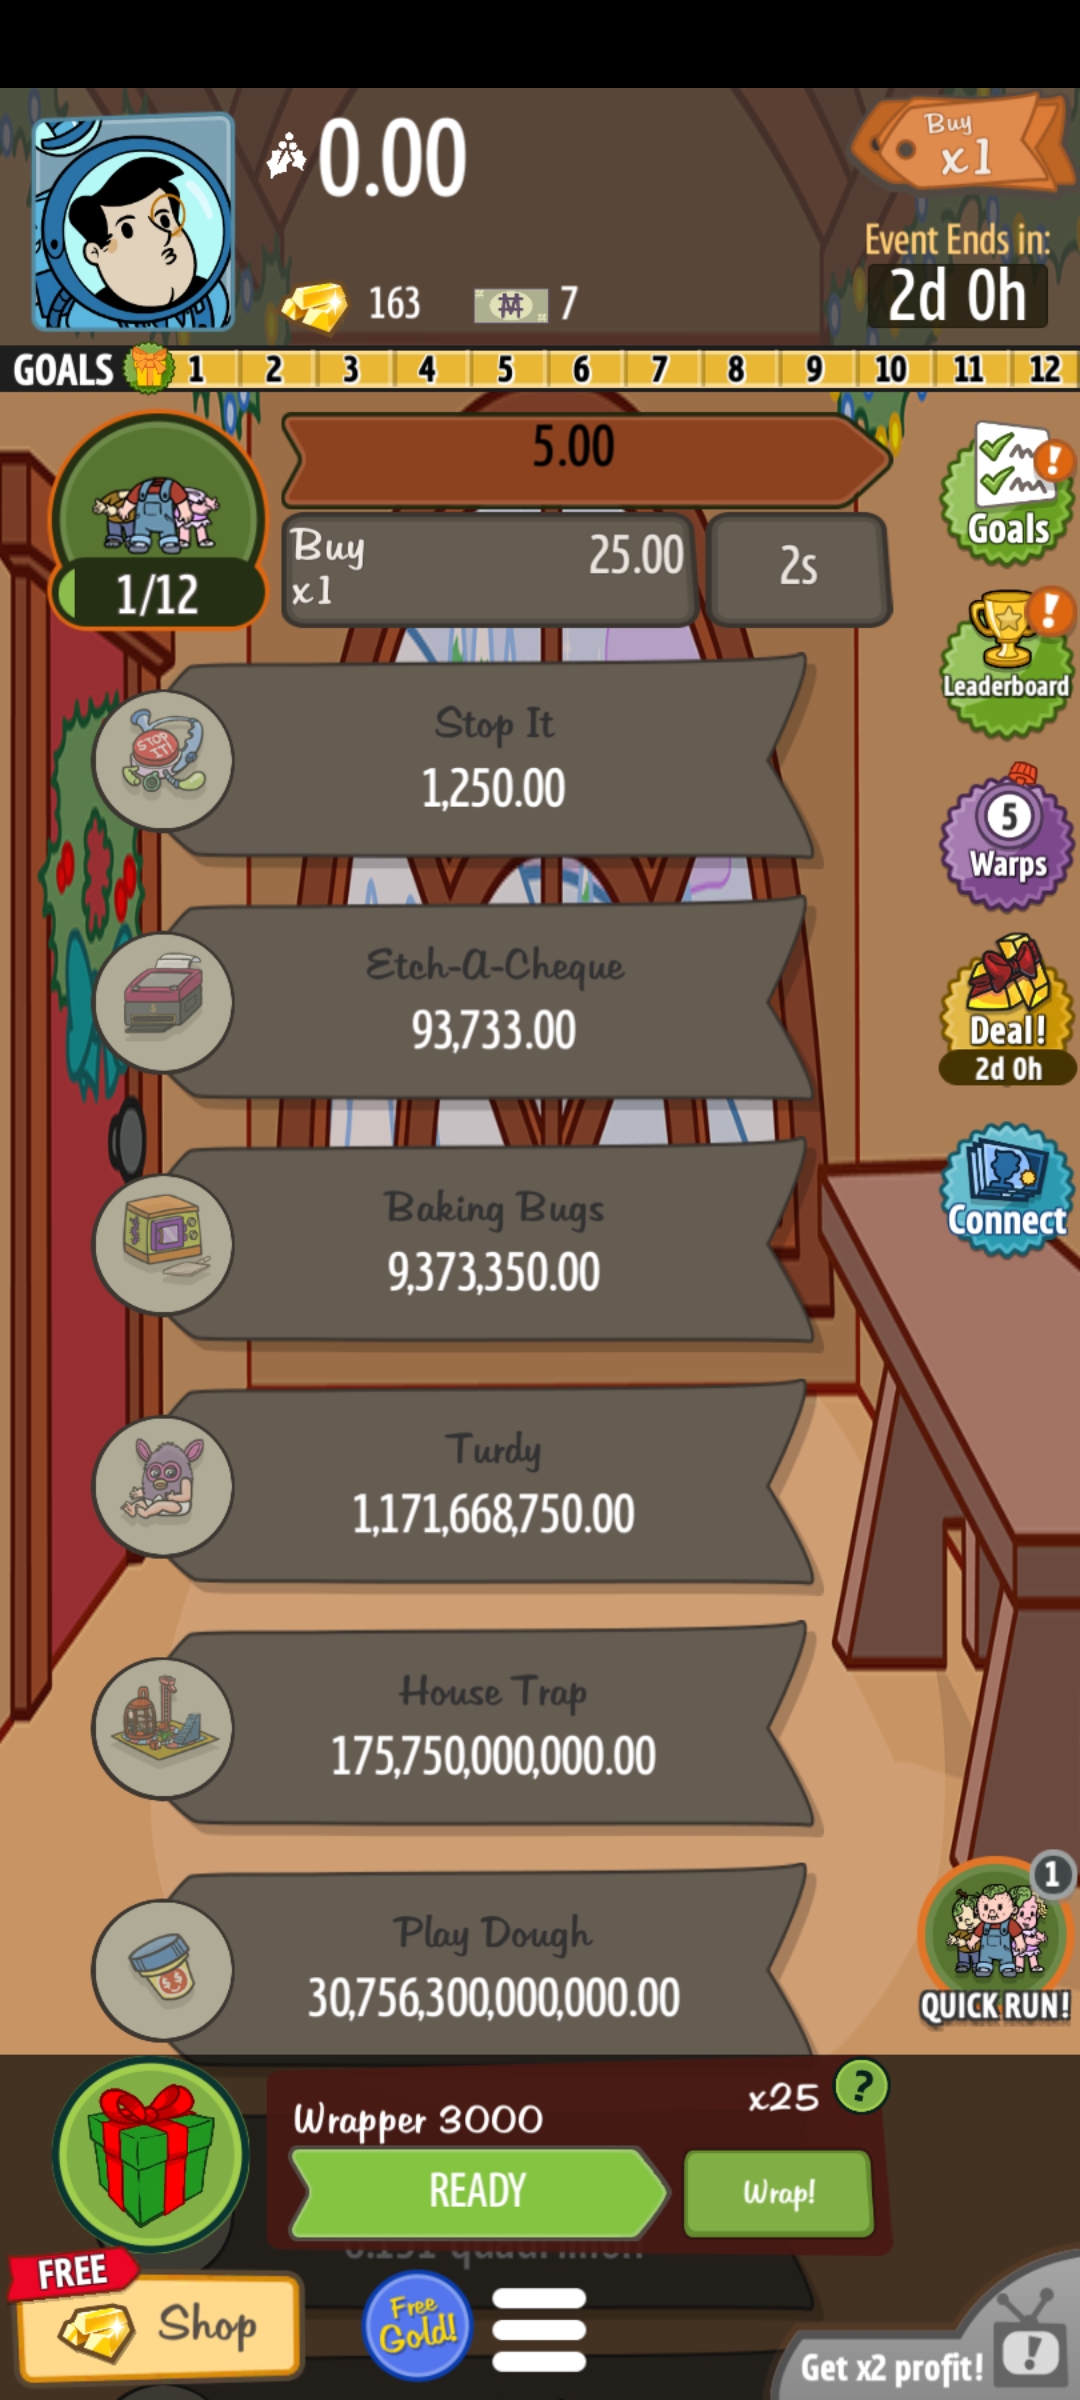 0.00
Buy
x1
Event Ends in:
2d 0h
163
7
GOALS 1 2 3 4 5 6 7 8 9 10 11 12
5.00
1/12
Buy
x1
25.00
2s
Goals
Leaderboard
Stop It
1,250.00
STOP IT!
5
Warps
Etch-A-Cheque
93,733.00
Deal!
2d 0h
Baking Bugs
9,373,350.00
Connect
Turdy
1,171,668,750.00
House Trap
175,750,000,000.00
Play Dough
30,756,300,000,000.00
1
QUICK RUN!
Wrapper 3000
x25
?
READY
Wrap!
FREE
Shop
Free
Gold!
Get x2 profit!